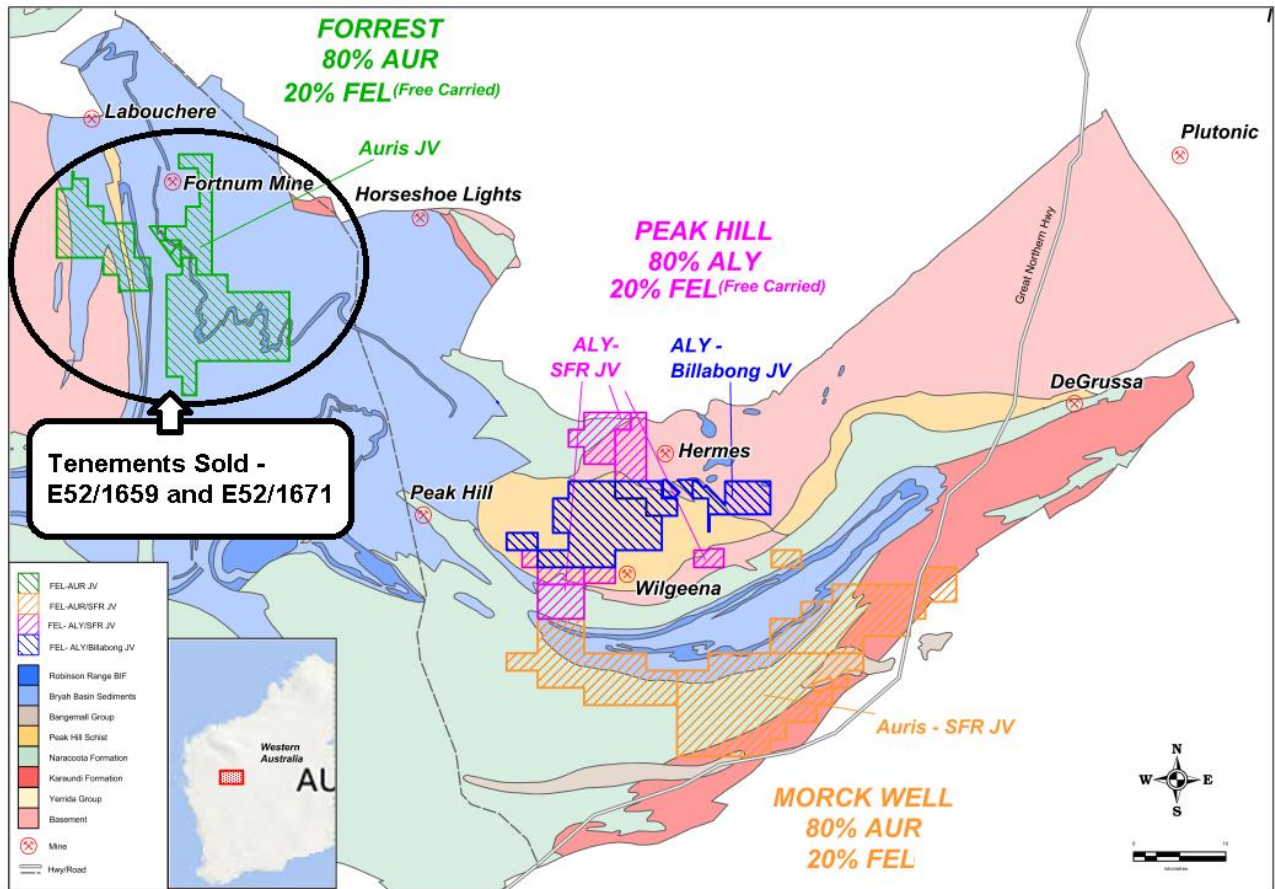 FORREST
80% AUR
20% FEL (Free Carried)
Labouchere
Auris JV
Fortnum Mine
Horseshoe Lights
Plutonic
PEAK HILL
80% ALY
20% FEL (Free Carried)
Great Northern Hwy
ALY-
SFR JV
ALY -
Billabong JV
DeGrussa
Hermes
Tenements Sold -
E52/1659 and E52/1671
Peak Hill
Wilgeena
Auris - SFR JV
MORCK WELL
80% AUR
20% FEL
FEL-AUR JV
FEL-AUR/SFR JV
FEL- ALY/SFR JV
FEL- ALY/Billabong JV
Robinson Range BIF
Bryah Basin Sediments
Bangemall Group
Peak Hill Schist
Naracoota Formation
Karaundi Formation
Yerrida Group
Basement
Mine
Hwy/Road
Western
Australia
AU
N
W E
S
0 10
kilometres